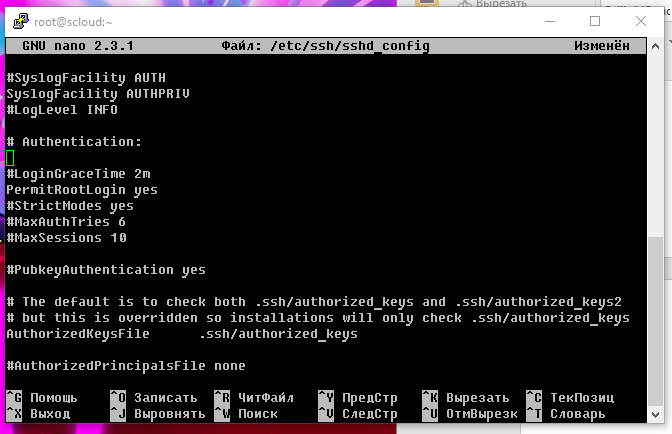 Вырезать
root@scloud:~
GNU nano 2.3.1 Файл: /etc/ssh/sshd_config Изменён
#SyslogFacility AUTH
SyslogFacility AUTHPRIV
#LogLevel INFO
# Authentication:
#LoginGraceTime 2m
PermitRootLogin yes
#StrictModes yes
#MaxAuthTries 6
#MaxSessions 10
#PubkeyAuthentication yes
# The default is to check both .ssh/authorized_keys and .ssh/authorized_keys2
# but this is overridden so installations will only check .ssh/authorized_keys
AuthorizedKeysFile .ssh/authorized_keys
#AuthorizedPrincipalsFile none
^G Помощь ^O Записать ^R ЧитФайл ^Y ПредСтр ^K Вырезать ^C ТекПозиц
^X Выход ^J Выровнять ^W Поиск ^V СледСтр ^U ОтмВырезк ^T Словарь